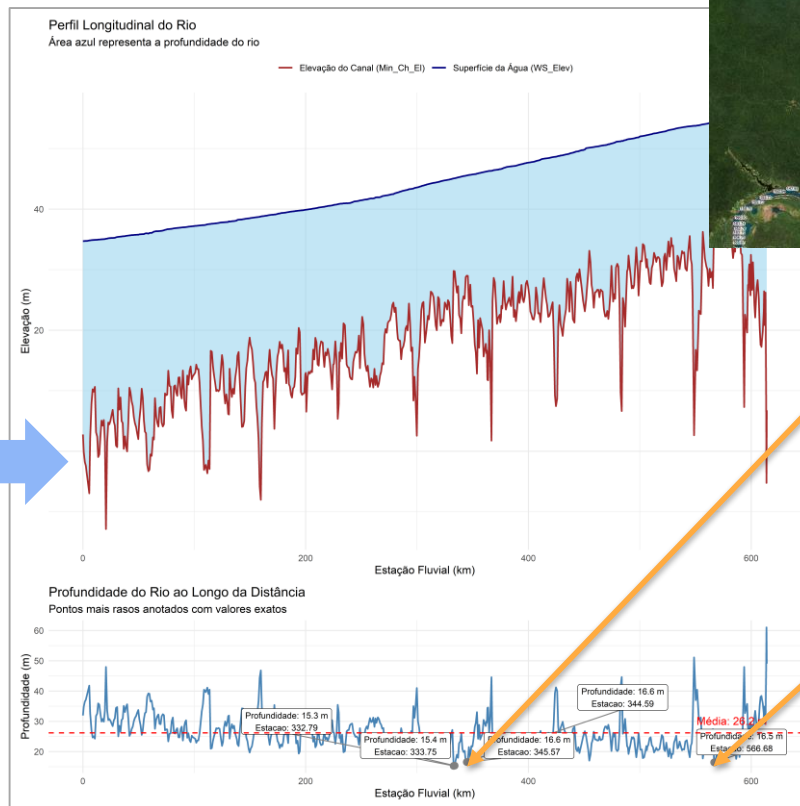 Perfil Longitudinal do Rio
Área azul representa a profundidade do rio
Elevação do Canal (Min_Ch_El) Superfície da Água (WS_Elev)
Elevação (m)
40
20
0 200 400 600
Estação Fluvial (km)
Profundidade do Rio ao Longo da Distância
Pontos mais rasos anotados com valores exatos
Profundidade (m)
60
50
40
30
20
Profundidade: 16.6 m
Estacao: 344.59
Profundidade: 15.3 m
Estacao: 332.79
Média: 26.2
Profundidade: 15.4 m
Estacao: 333.75
Profundidade: 16.6 m
Estacao: 345.57
Profundidade: 16.5 m
Estacao: 566.68
0 200 400 600
Estação Fluvial (km)